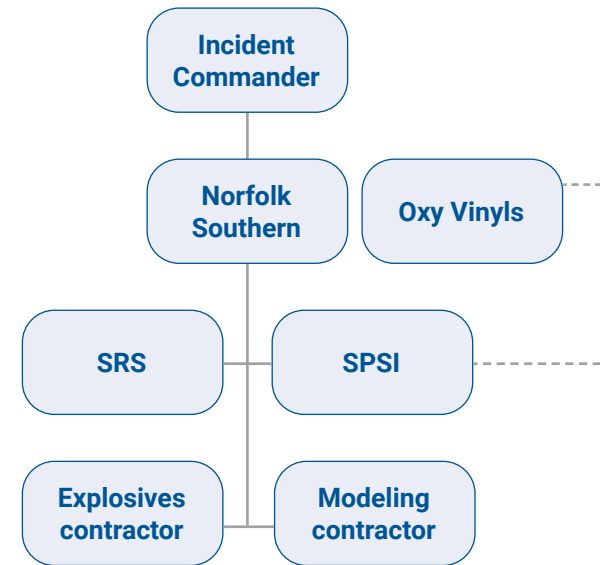 Incident
Commander
Norfolk
Southern
Oxy Vinyls
SRS
SPSI
Explosives
contractor
Modeling
contractor